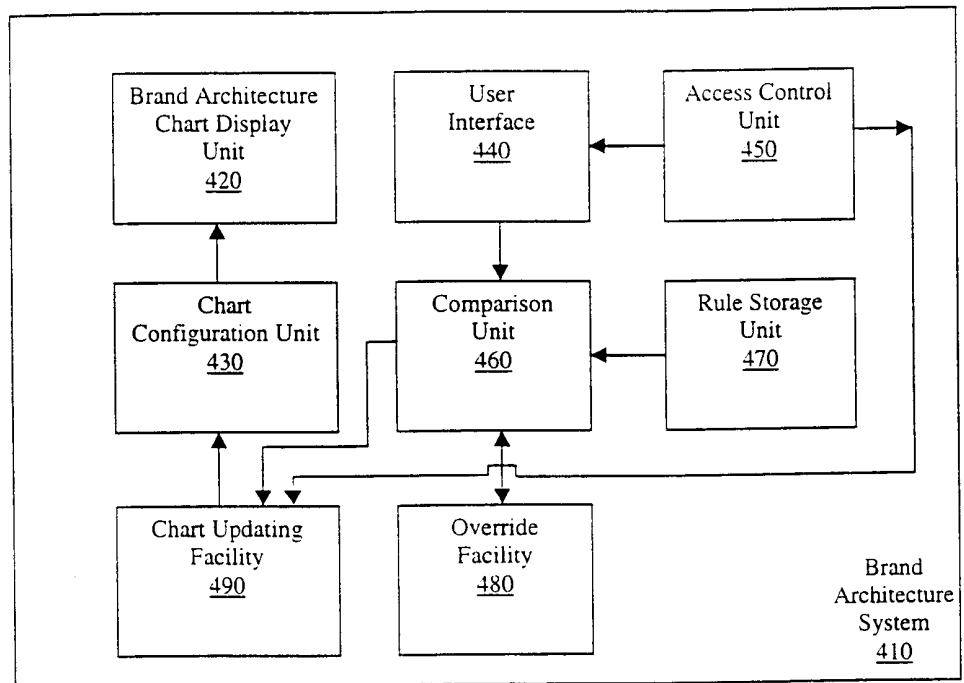 Brand Architecture
Chart Display
Unit
420
User
Interface
440
Access Control
Unit
450
Chart
Configuration Unit
430
Comparison
Unit
460
Rule Storage
Unit
470
Chart Updating
Facility
490
Override
Facility
480
Brand
Architecture
System
410